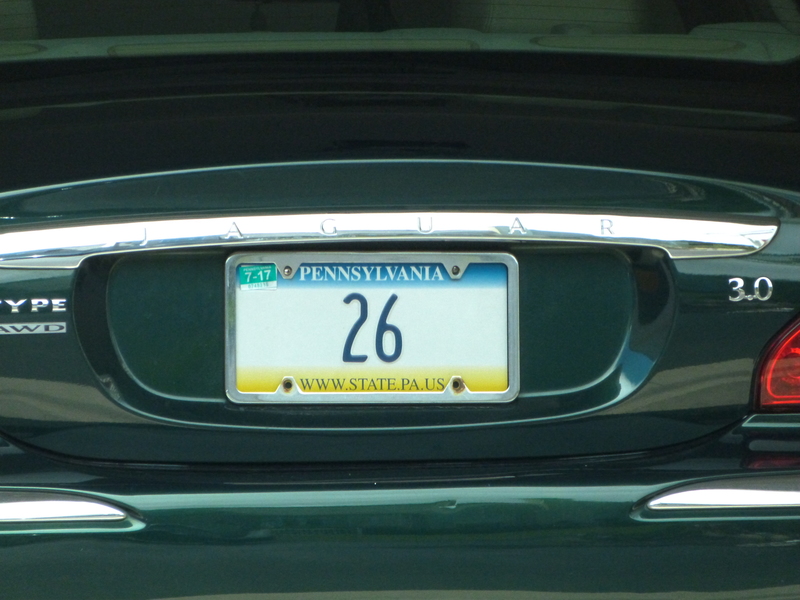 JAGUAR
TYPE
AWD
3.0
7-17
PENNSYLVANIA
26
WWW.STATE.PA.US